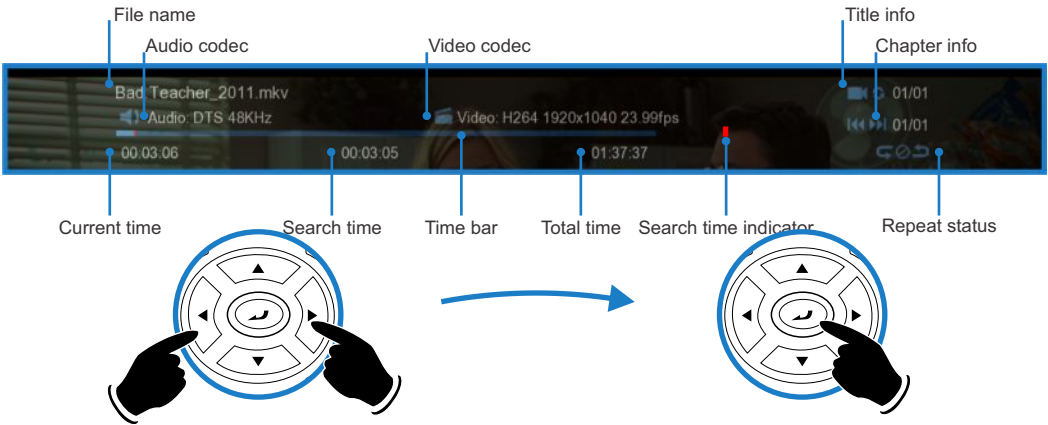 File name
Title info
Audio codec
Video codec
Chapter info
Bad Teacher_2011.mkv
01/01
Audio: DTS 48KHz
Video: H264 1920x1040 23.99fps
01/01
00:03:06
00:03:05
01:37:37
Current time
Search time
Time bar
Total time
Search time indicator
Repeat status